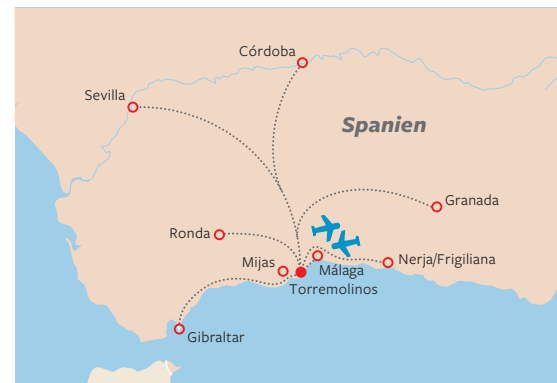 Córdoba
Sevilla
Spanien
Granada
Ronda
Nerja/Frigiliana
Mijas
Málaga
Torremolinos
Gibraltar